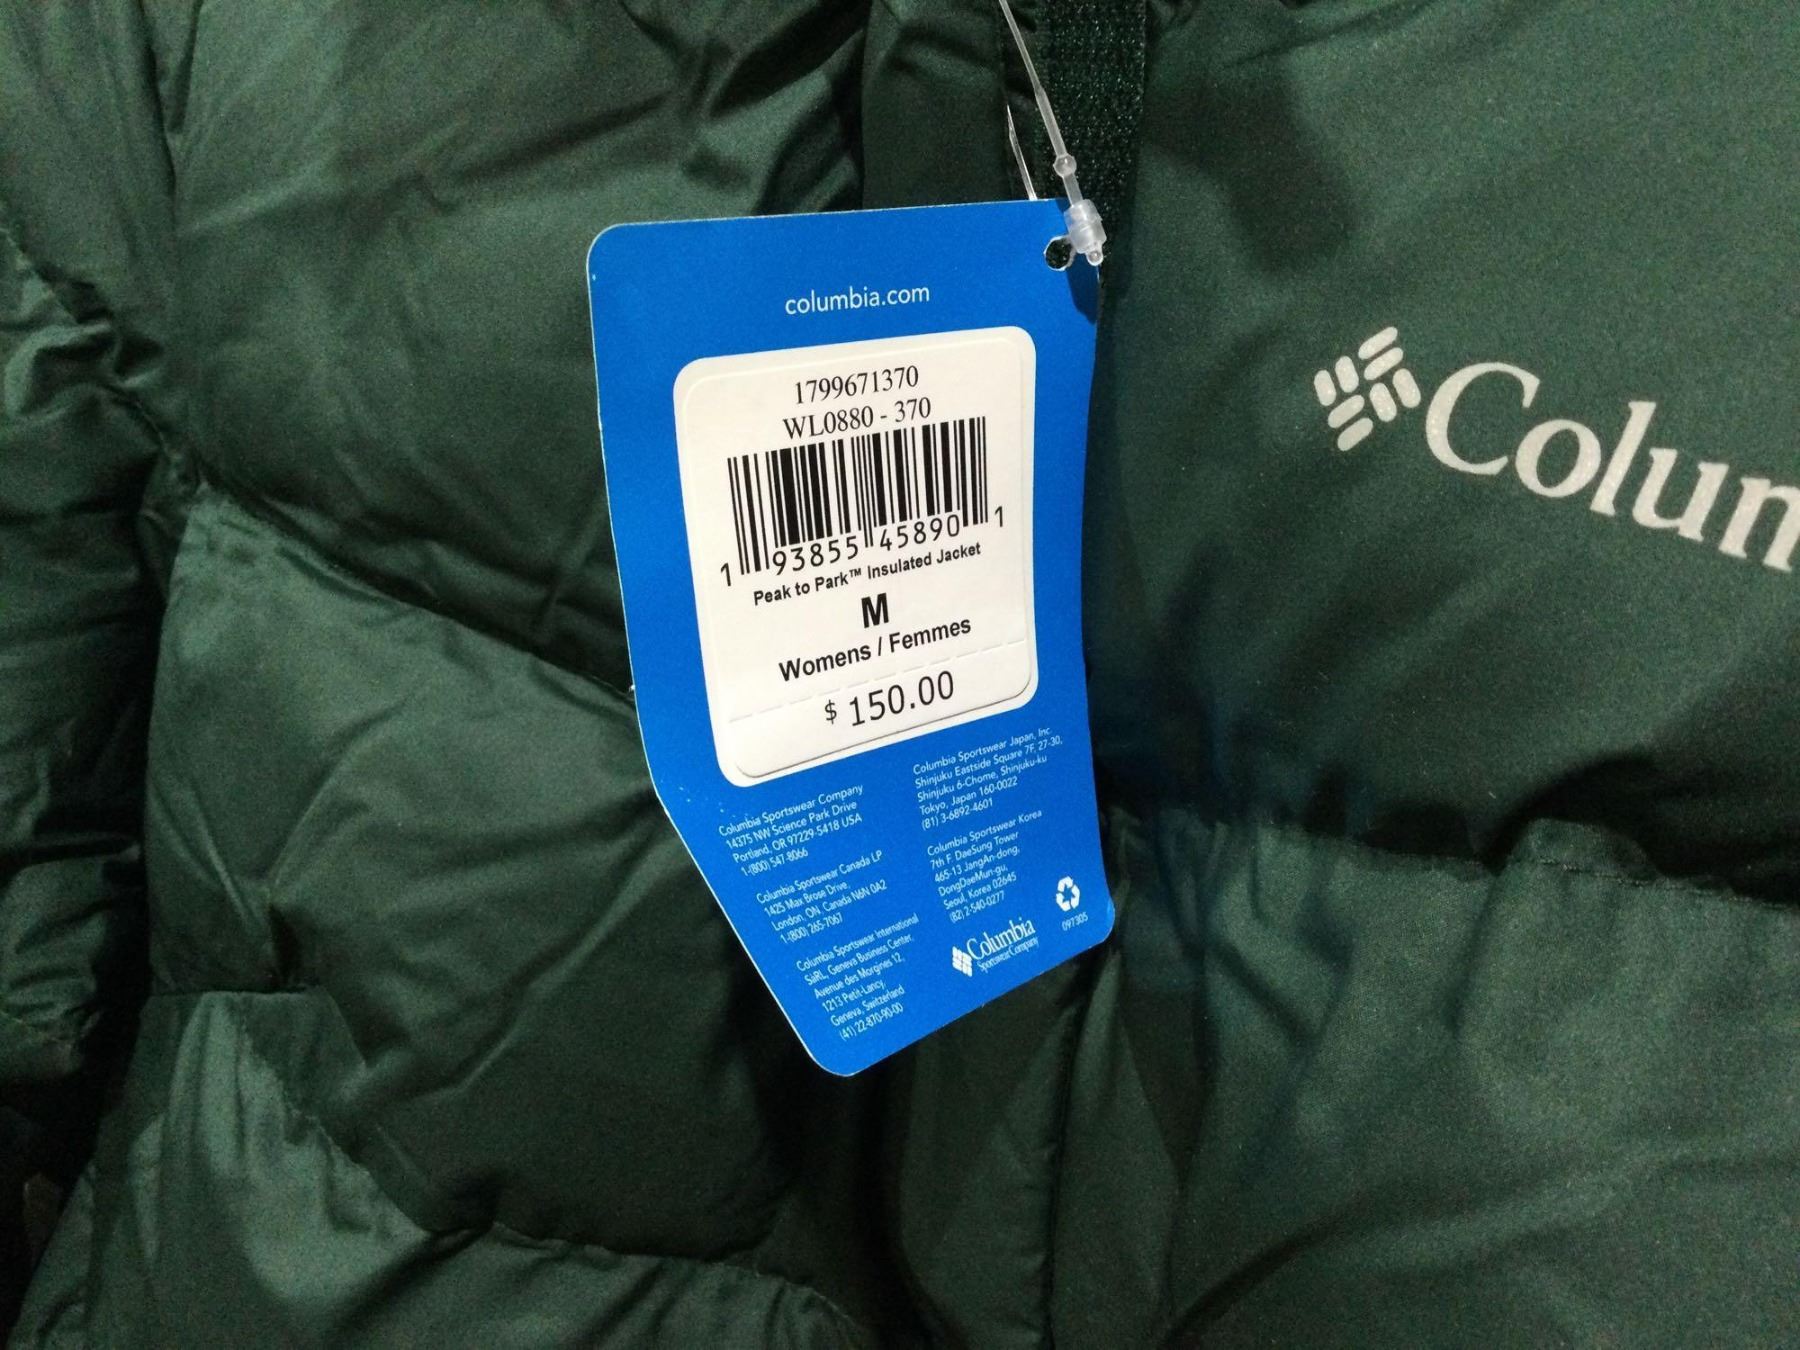 columbia.com
1799671370
WL0880 - 370
1 93855 45890 1
Peak to Park™ Insulated Jacket
M
Womens / Femmes
$ 150.00
Columbia Sportswear Company
14375 NW Science Park Drive
Portland, OR 97229-5418 USA
1-(800) 547-8066
Columbia Sportswear Canada LP
1425 Max Brose Drive,
London, ON, Canada N6N 0A2
1-(800) 265-7067
Columbia Sportswear International
SàRL, Geneva Business Center,
Avenue des Morgines 12,
1213 Petit-Lancy,
Geneva, Switzerland
(41) 22-870-90-00
Columbia Sportswear Japan, Inc.
Shinjuku Eastside Square 7F, 27-30,
Shinjuku 6-Chome, Shinjuku-ku
Tokyo, Japan 160-0022
(81) 3-6892-4601
Columbia Sportswear Korea
7th F DaeSung Tower
465-13 JangAn-dong,
DongDaeMun-gu,
Seoul, Korea 02645
(82) 2-540-0277
Columbia
Sportswear Company
097305
Colum